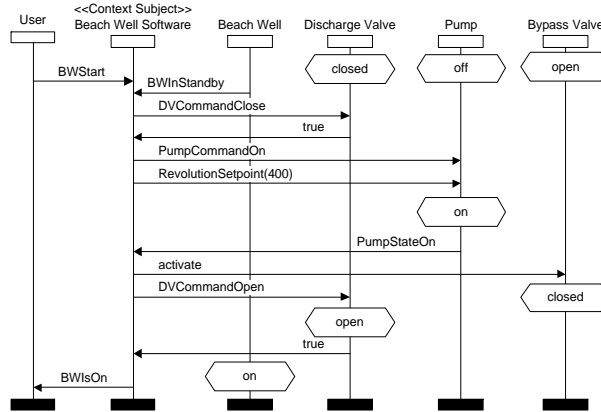 <<Context Subject>>
User
Beach Well Software
Beach Well
Discharge Valve
Pump
Bypass Valve
closed
off
open
BWStart
BWInStandby
DVCommandClose
true
PumpCommandOn
RevolutionSetpoint(400)
on
PumpStateOn
activate
DVCommandOpen
closed
open
true
on
BWIsOn